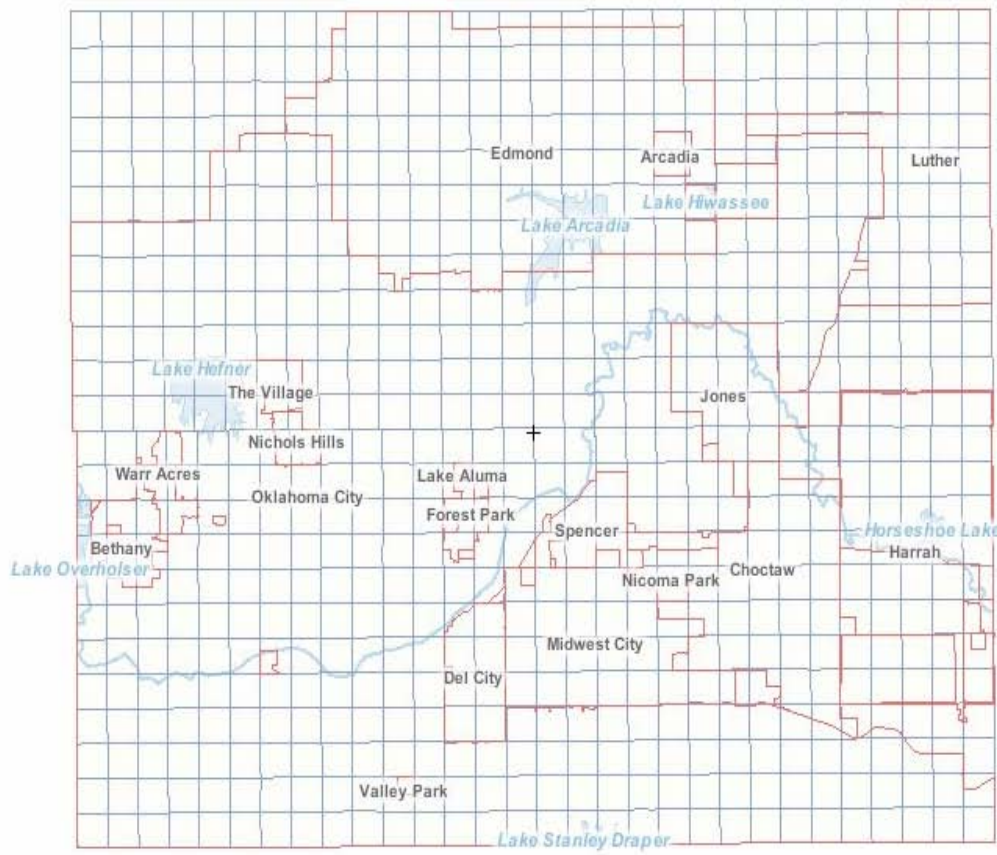 Edmond
Arcadia
Luther
Lake Hiwassee
Lake Arcadia
Lake Hefner
The Village
Jones
Nichols Hills
Warr Acres
Lake Aluma
Oklahoma City
Forest Park
Spencer
Horseshoe Lake
Bethany
Harrah
Lake Overholser
Choctaw
Nicoma Park
Midwest City
Del City
Valley Park
Lake Stanley Draper